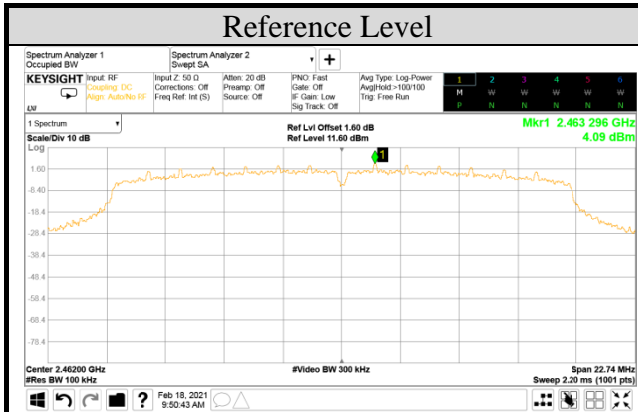 Reference Level
Spectrum Analyzer 1
Occupied BW
Spectrum Analyzer 2
Swept SA
+
KEYSIGHT
Input: RF
Coupling: DC
Align: Auto/No RF
Input Z: 50 Ω
Corrections: Off
Freq Ref: Int (S)
Atten: 20 dB
Preamp: Off
Source: Off
PNO: Fast
Gate: Off
IF Gain: Low
Sig Track: Off
Avg Type: Log-Power
Avg|Hold >100/100
Trig: Free Run
1 2 3 4 5 6
M W W W W W
P N N N N N
LXI
1 Spectrum
Scale/Div 10 dB
Ref Lvl Offset 1.60 dB
Ref Level 11.60 dBm
Mkr1 2.463 296 GHz
4.09 dBm
Log
1
1.60
-8.40
-18.4
-28.4
-38.4
-48.4
-58.4
-68.4
-78.4
Center 2.46200 GHz
#Res BW 100 kHz
#Video BW 300 kHz
Span 22.74 MHz
Sweep 2.20 ms (1001 pts)
?
Feb 18, 2021
9:50:43 AM